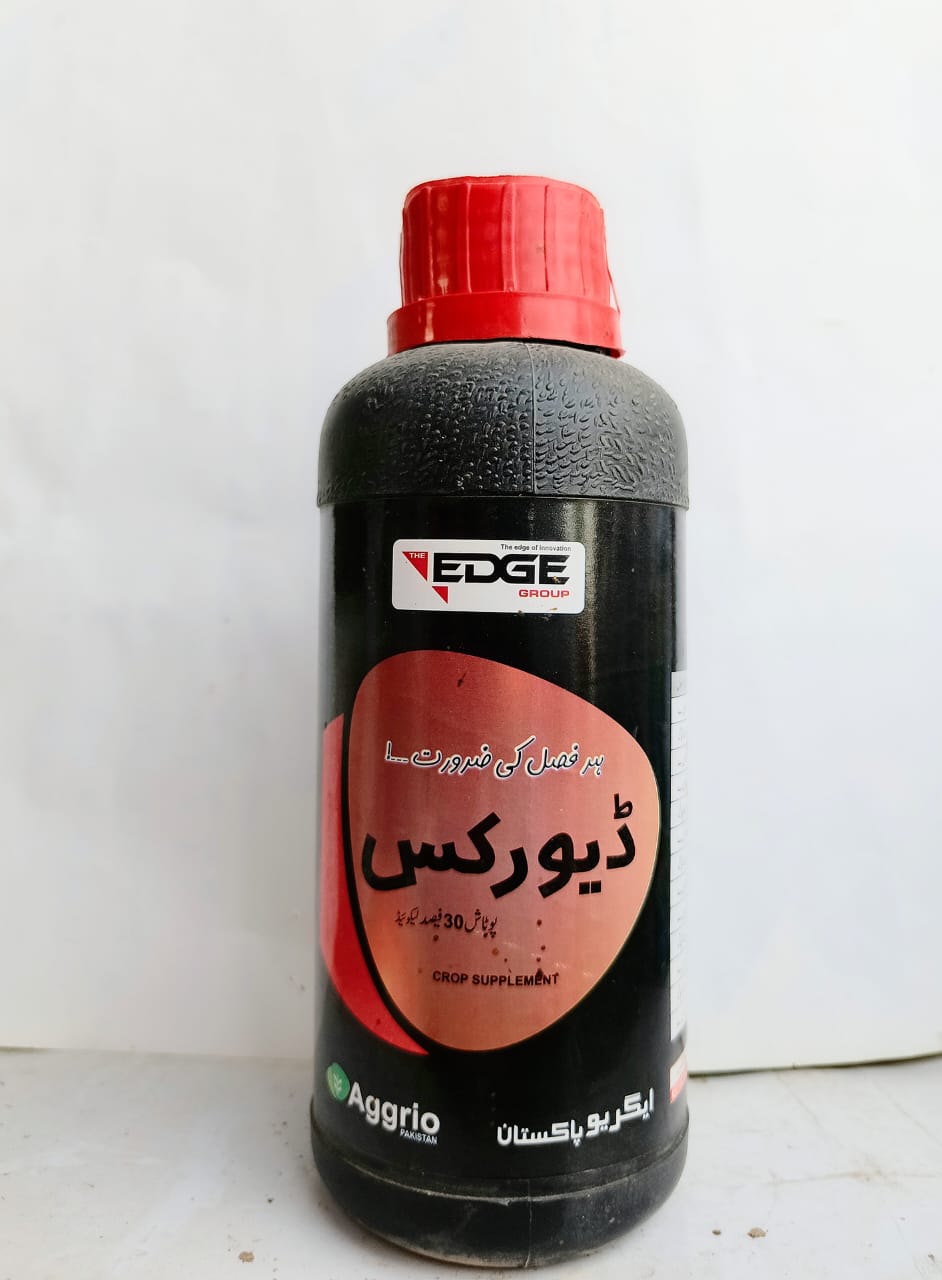 The edge of innovation
THE EDGE
GROUP
ہر فصل کی ضرورت...!
ڈیورکس
پوٹاش 30 فیصد لیکوئیڈ
CROP SUPPLEMENT
Aggrio
PAKISTAN
ایگریو پاکستان